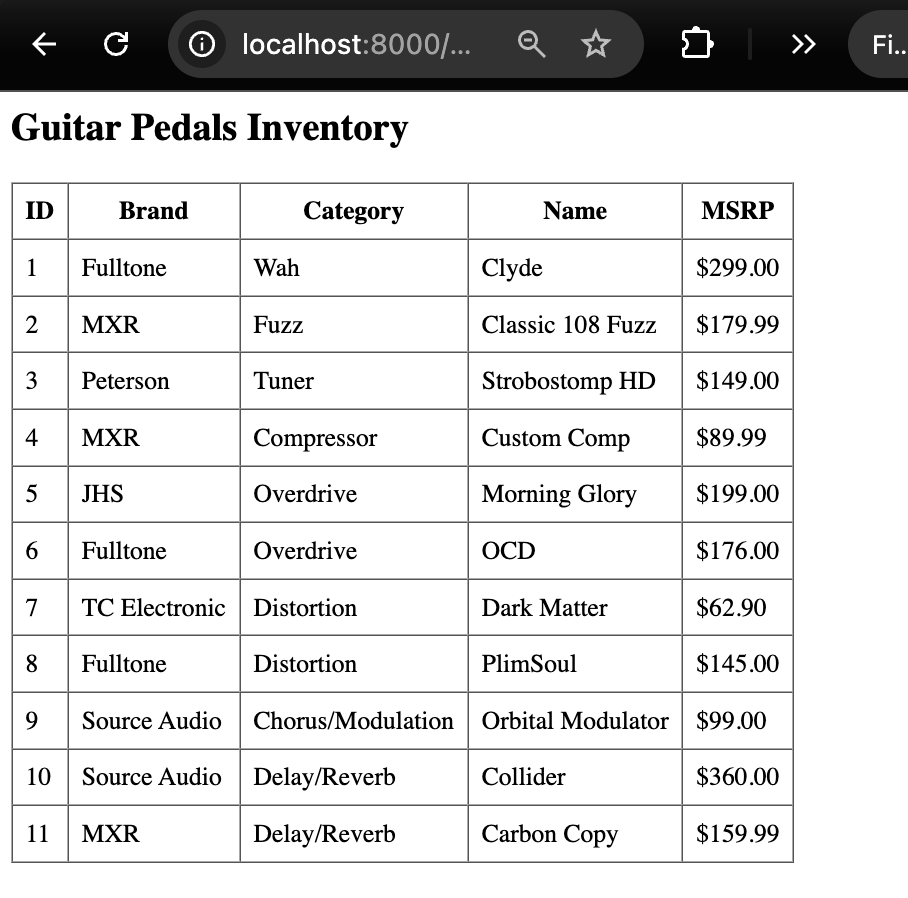 localhost:8000/...
Fi..
Guitar Pedals Inventory
ID Brand Category Name MSRP
1 Fulltone Wah Clyde $299.00
2 MXR Fuzz Classic 108 Fuzz $179.99
3 Peterson Tuner Strobostomp HD $149.00
4 MXR Compressor Custom Comp $89.99
5 JHS Overdrive Morning Glory $199.00
6 Fulltone Overdrive OCD $176.00
7 TC Electronic Distortion Dark Matter $62.90
8 Fulltone Distortion PlimSoul $145.00
9 Source Audio Chorus/Modulation Orbital Modulator $99.00
10 Source Audio Delay/Reverb Collider $360.00
11 MXR Delay/Reverb Carbon Copy $159.99